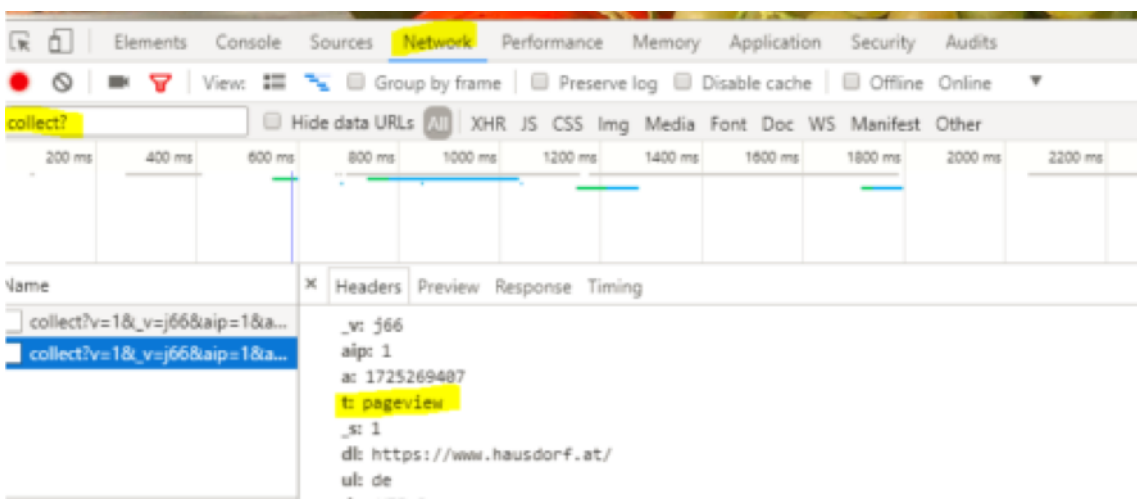 Elements Console Sources Network Performance Memory Application Security Audits
View: Group by frame Preserve log Disable cache Offline Online
collect? Hide data URLs All XHR JS CSS Img Media Font Doc WS Manifest Other
200 ms 400 ms 600 ms 800 ms 1000 ms 1200 ms 1400 ms 1600 ms 1800 ms 2000 ms 2200 ms
Name × Headers Preview Response Timing
collect?v=1&_v=j66&aip=1&a...
collect?v=1&_v=j66&aip=1&a...
_v: j66
aip: 1
a: 1725269407
t: pageview
_s: 1
dl: https://www.hausdorf.at/
ul: de